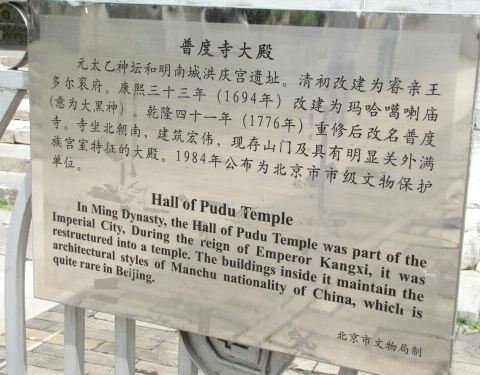 普度寺大殿
元太乙神坛和明南城洪庆宫遗址。清初改建为睿亲王
多尔衮府。康熙三十三年（1694年）改建为玛哈噶喇庙
（意为大黑神）。乾隆四十一年（1776年）重修后改名普度
寺。寺坐北朝南，建筑宏伟，现存山门及具有明显关外满
族宫室特征的大殿。1984年公布为北京市市级文物保护
单位。
Hall of Pudu Temple
In Ming Dynasty, the Hall of Pudu Temple was part of the
Imperial City, During the reign of Emperor Kangxi, it was
restructured into a temple. The buildings inside it maintain the
architectural styles of Manchu nationality of China, which is
quite rare in Beijing.
北京市文物局制